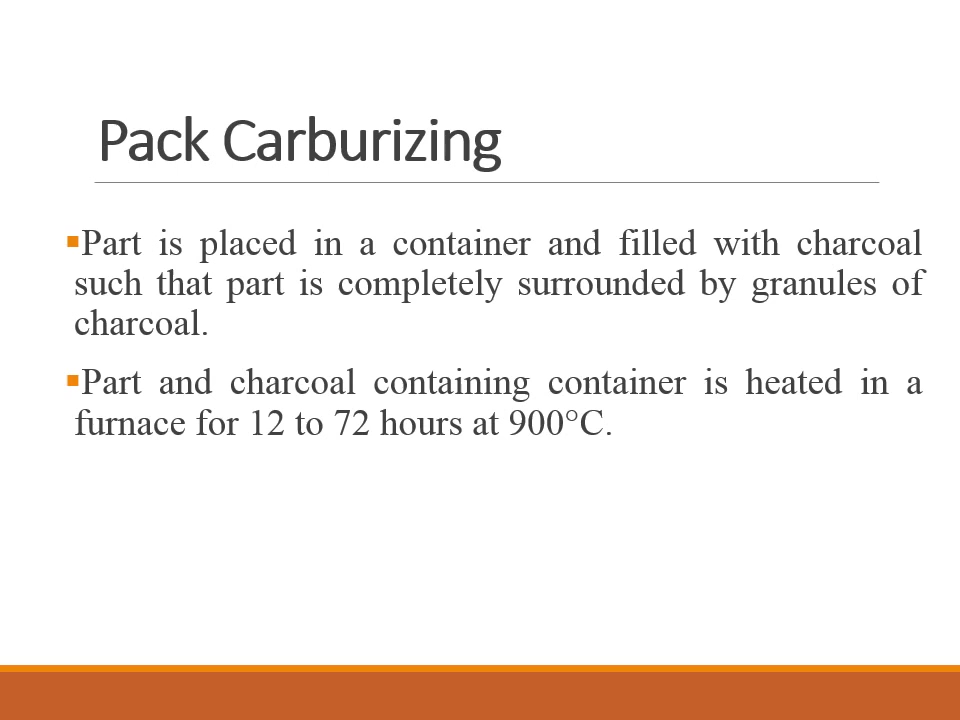 Pack Carburizing
▪Part is placed in a container and filled with charcoal
such that part is completely surrounded by granules of
charcoal.
▪Part and charcoal containing container is heated in a
furnace for 12 to 72 hours at 900°C.